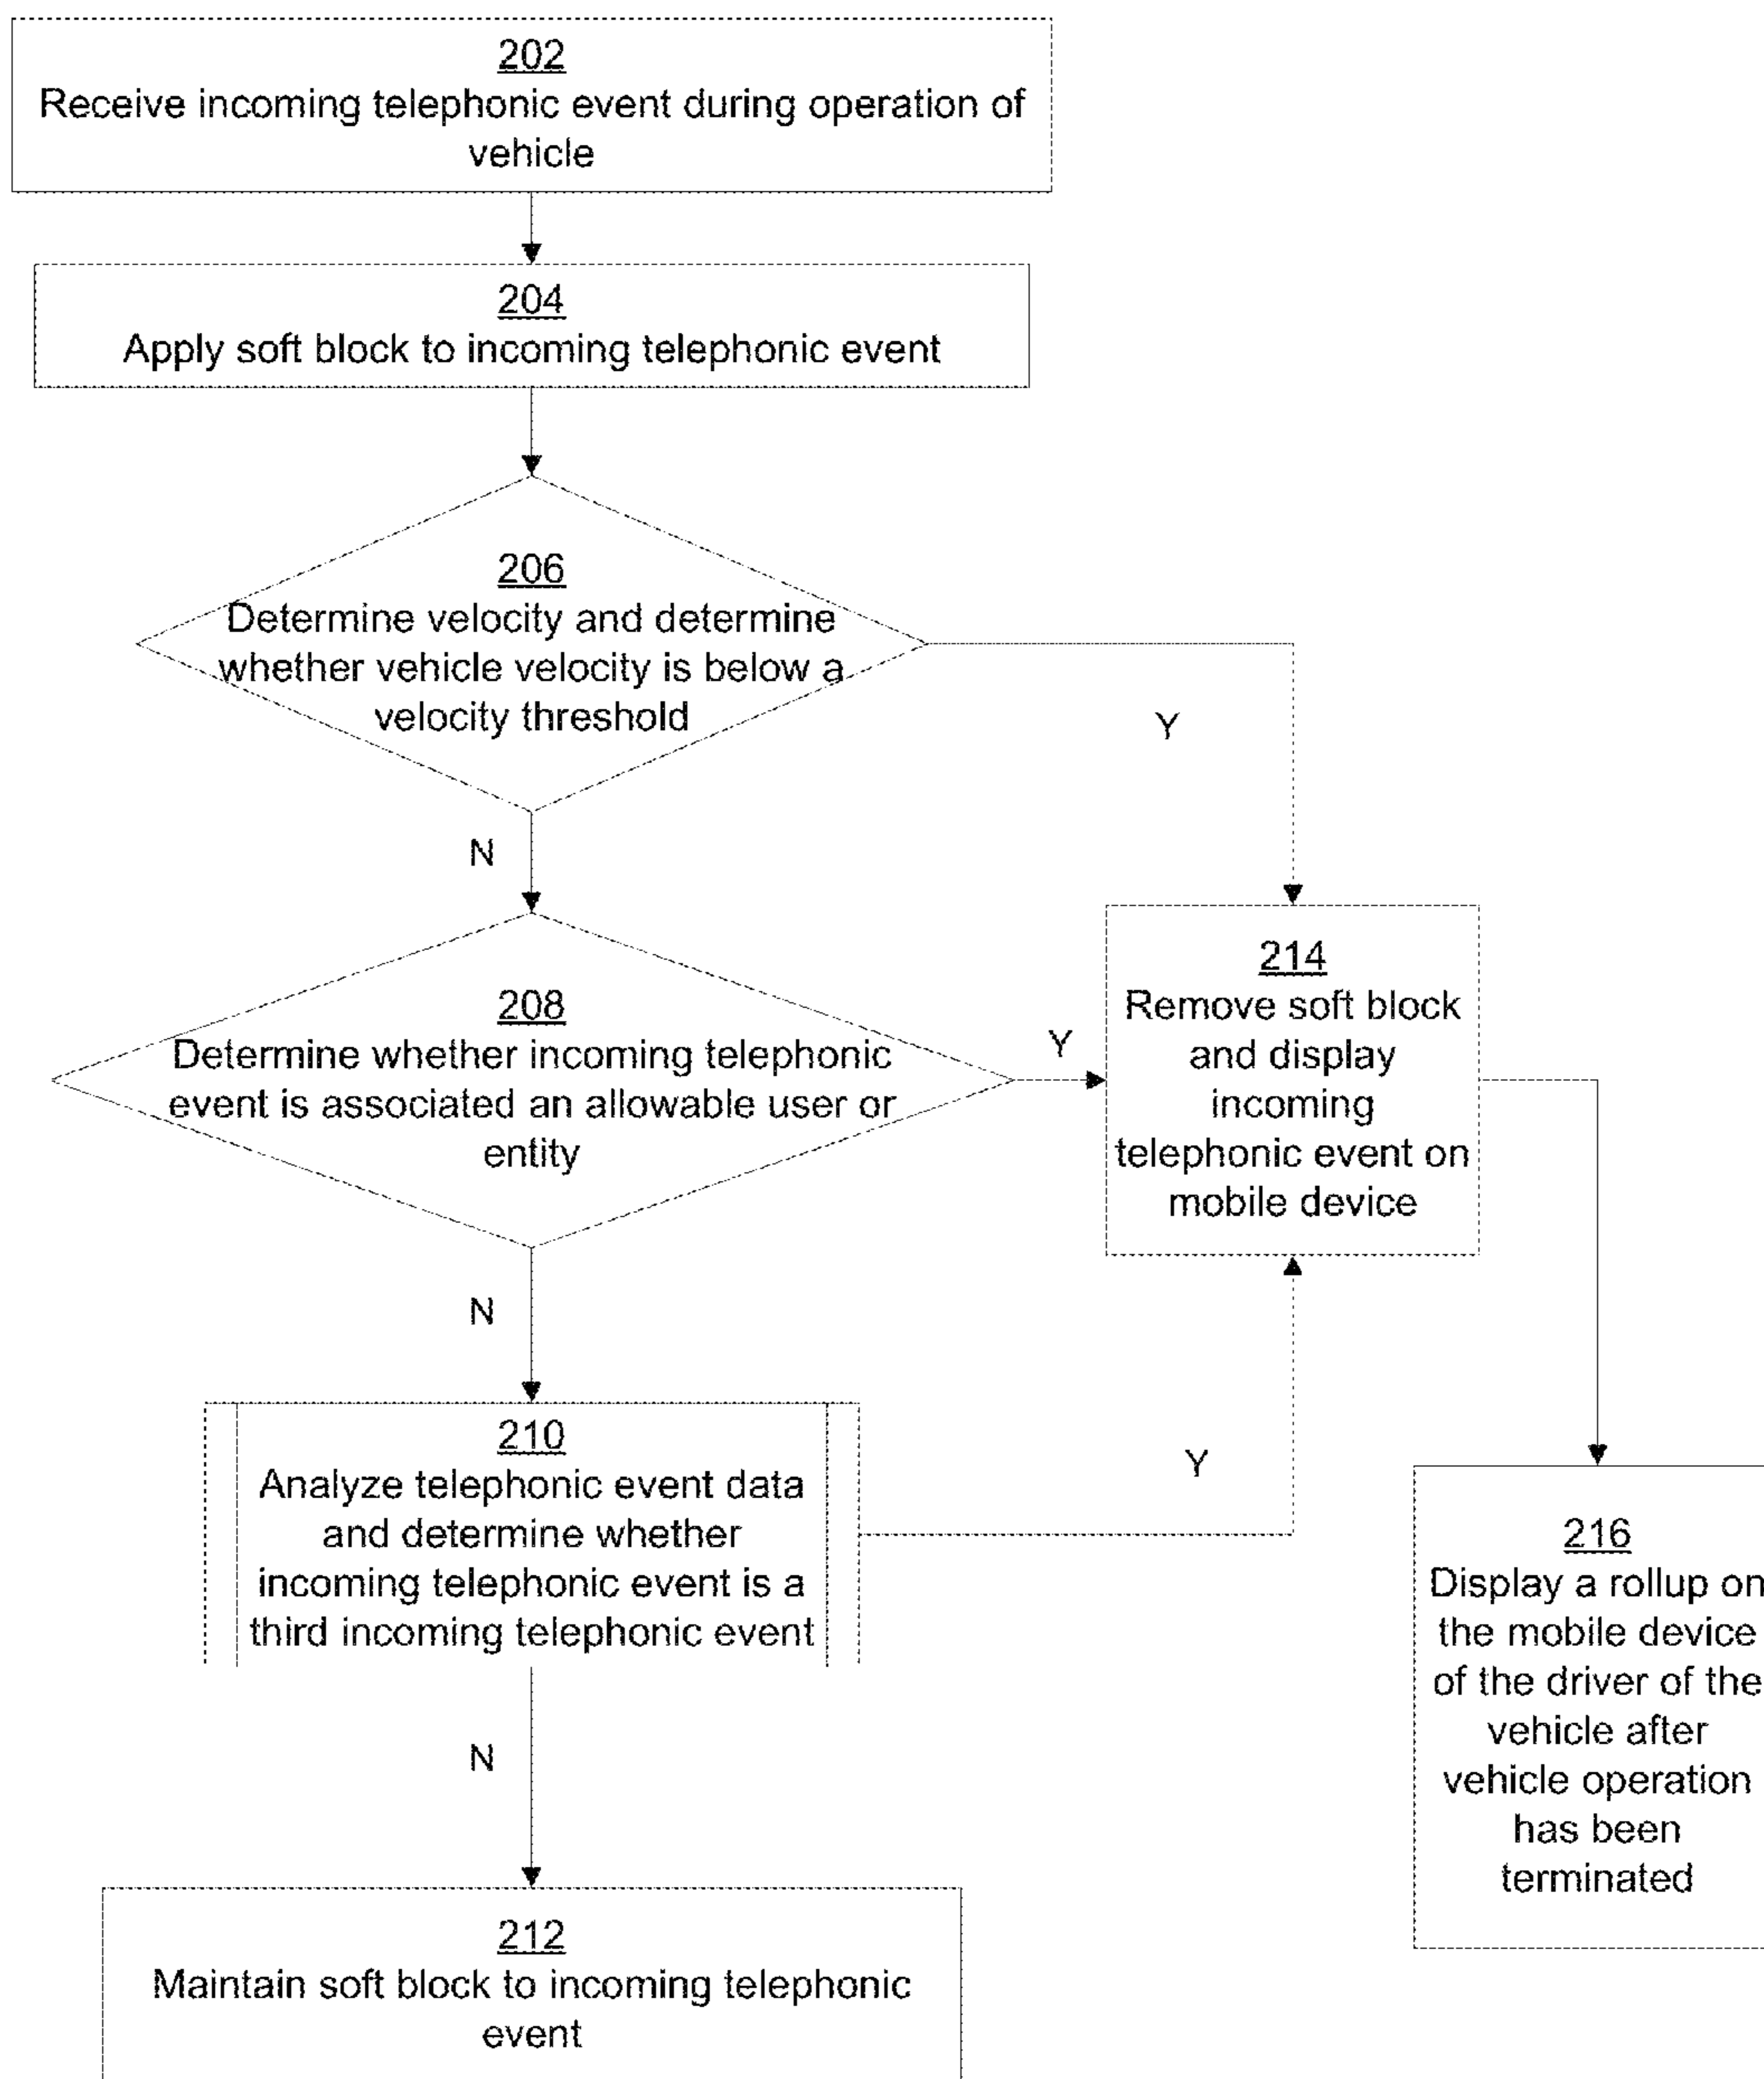 202
Receive incoming telephonic event during operation of
vehicle
204
Apply soft block to incoming telephonic event
206
Determine velocity and determine
whether vehicle velocity is below a
velocity threshold
Y
N
208
Determine whether incoming telephonic
event is associated an allowable user or
entity
Y
214
Remove soft block
and display
incoming
telephonic event on
mobile device
N
210
Analyze telephonic event data
and determine whether
incoming telephonic event is a
third incoming telephonic event
Y
216
Display a rollup on
the mobile device
of the driver of the
vehicle after
vehicle operation
has been
terminated
N
212
Maintain soft block to incoming telephonic
event